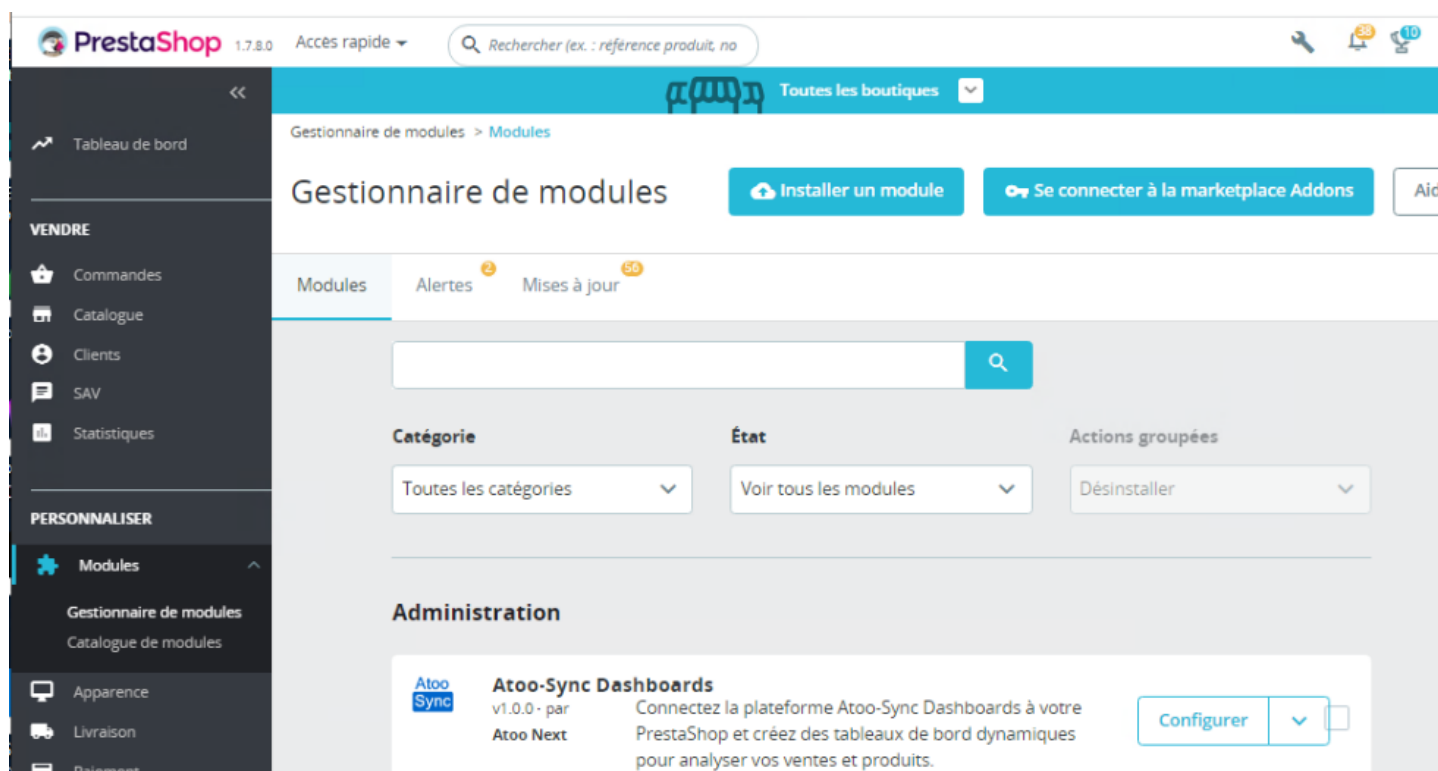 PrestaShop 1.7.8.0 Accès rapide Rechercher (ex. : référence produit, no 38 10
Toutes les boutiques
Gestionnaire de modules > Modules
Tableau de bord
Gestionnaire de modules Installer un module Se connecter à la marketplace Addons Aid
VENDRE
Commandes
Catalogue
Clients
SAV
Statistiques
Modules Alertes 2 Mises à jour 56
Catégorie État Actions groupées
Toutes les catégories Voir tous les modules Désinstaller
PERSONNALISER
Modules
Gestionnaire de modules
Catalogue de modules
Apparence
Livraison
Paiement
Administration
Atoo Sync
Atoo-Sync Dashboards
v1.0.0 - par Atoo Next
Connectez la plateforme Atoo-Sync Dashboards à votre
PrestaShop et créez des tableaux de bord dynamiques
pour analyser vos ventes et produits.
Configurer